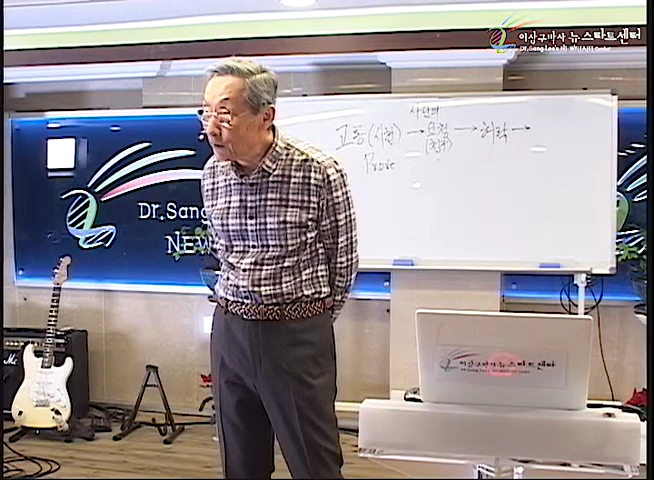 이상구박사 뉴스타트센터
Dr.Sang Lee's NEWSTART Center
사단의
고통(시험) → 요청 → 허락 →
Prove
Dr.Sang
NEW
이상구박사 뉴스타트센터